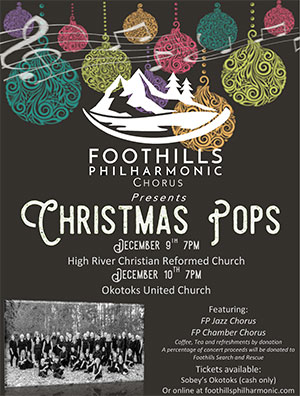 FOOTHILLS
PHILHARMONIC
CHORUS
Presents
CHRISTMAS POPS
DECEMBER 9TH 7PM
High River Christian Reformed Church
DECEMBER 10TH 7PM
Okotoks United Church
Featuring:
FP Jazz Chorus
FP Chamber Chorus
Coffee, Tea and refreshments by donation
A percentage of concert proceeds will be donated to
Foothills Search and Rescue
Tickets available:
Sobey's Okotoks (cash only)
Or online at foothillsphilharmonic.com